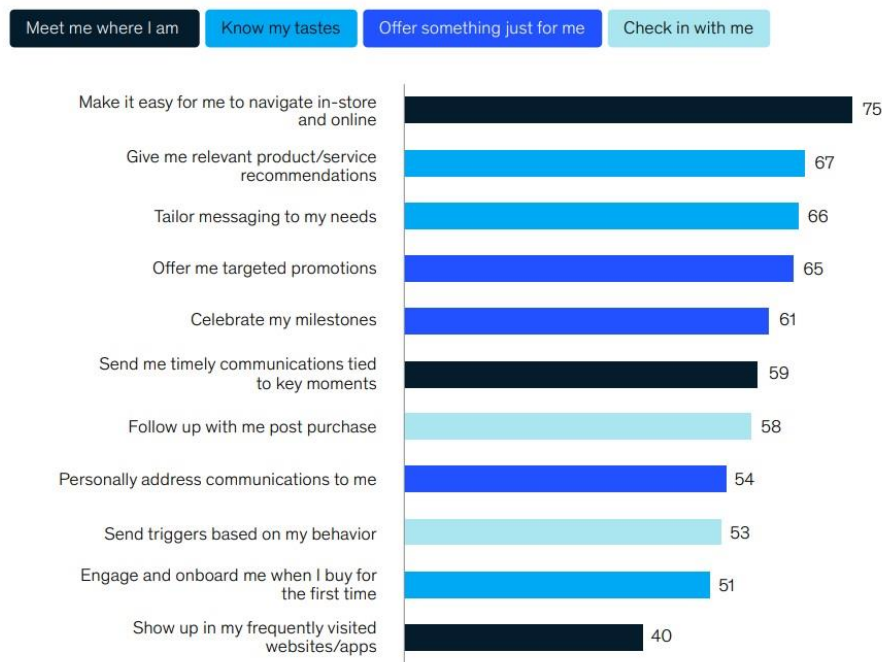 Meet me where I am
Know my tastes
Offer something just for me
Check in with me
Make it easy for me to navigate in-store
and online
75
Give me relevant product/service
recommendations
67
Tailor messaging to my needs
66
Offer me targeted promotions
65
Celebrate my milestones
61
Send me timely communications tied
to key moments
59
Follow up with me post purchase
58
Personally address communications to me
54
Send triggers based on my behavior
53
Engage and onboard me when I buy for
the first time
51
Show up in my frequently visited
websites/apps
40